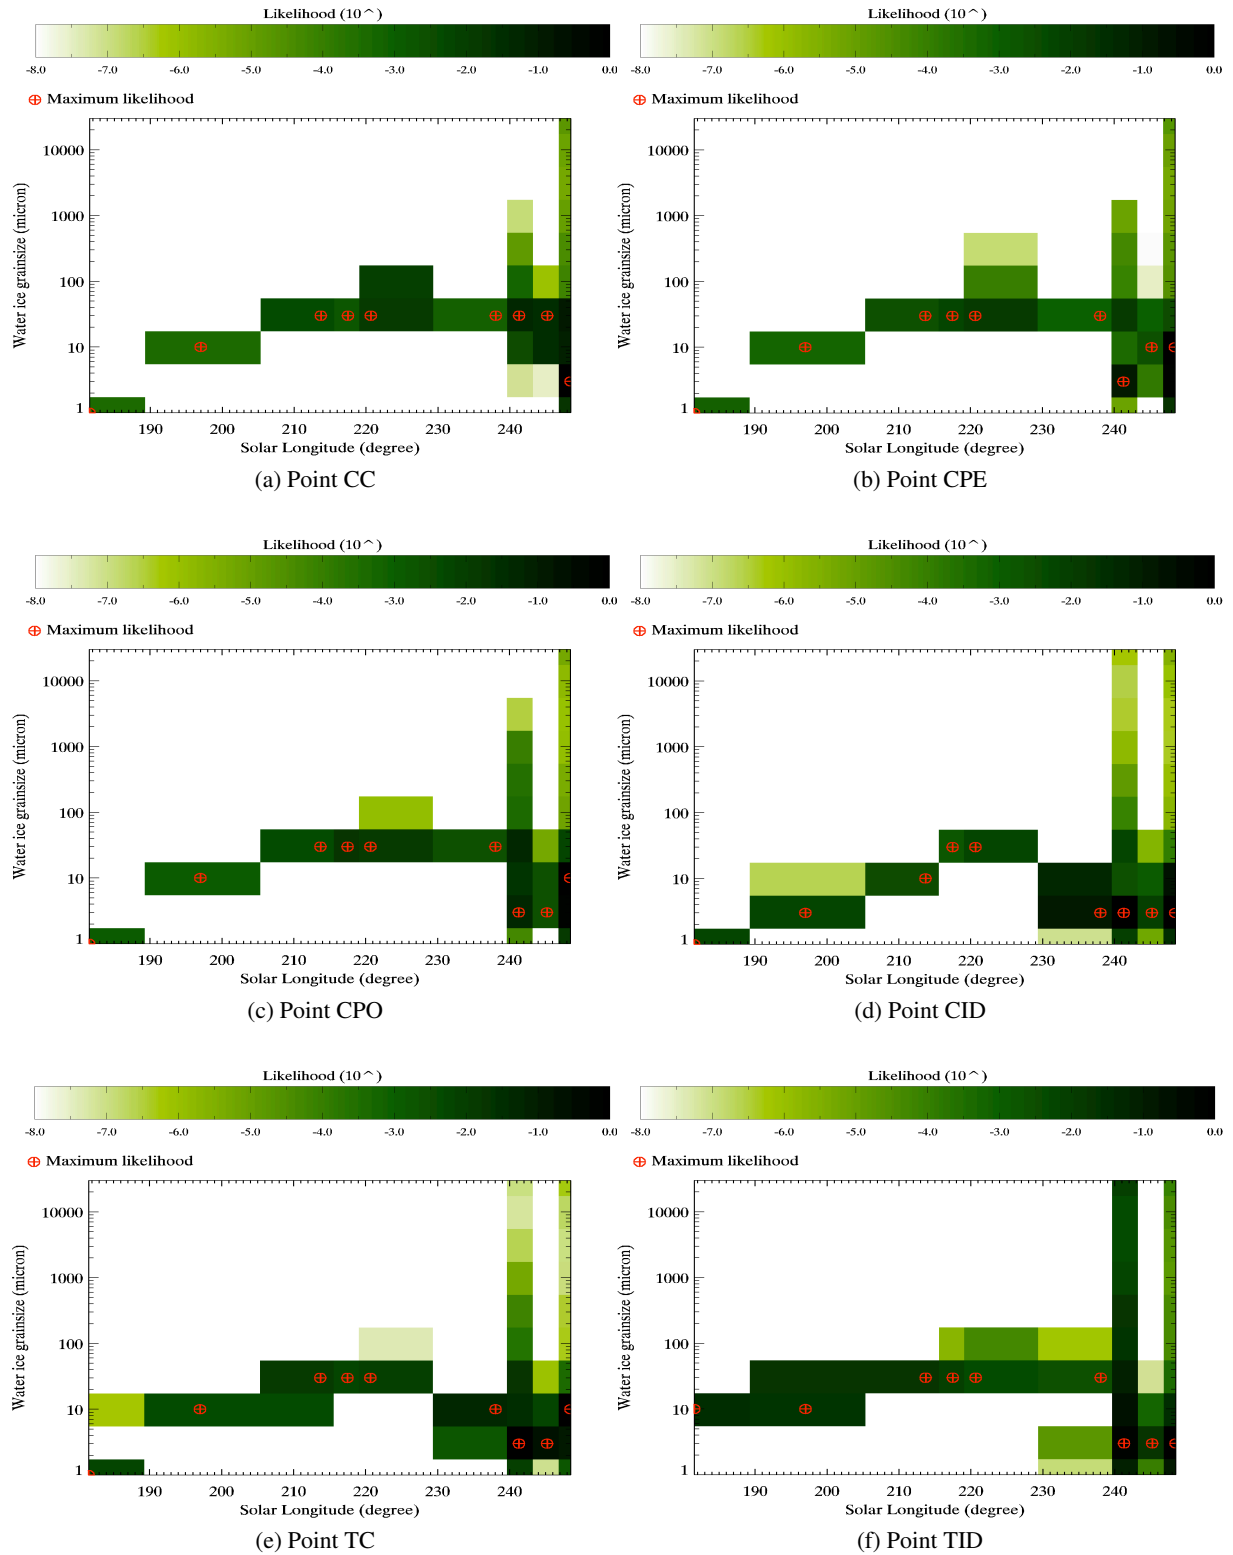 Likelihood (10^)
-8.0 -7.0 -6.0 -5.0 -4.0 -3.0 -2.0 -1.0 0.0
⊕ Maximum likelihood
Water ice grainsize (micron)
10000
1000
100
10
1
190 200 210 220 230 240
Solar Longitude (degree)
(a) Point CC
Likelihood (10^)
-8.0 -7.0 -6.0 -5.0 -4.0 -3.0 -2.0 -1.0 0.0
⊕ Maximum likelihood
Water ice grainsize (micron)
10000
1000
100
10
1
190 200 210 220 230 240
Solar Longitude (degree)
(b) Point CPE
Likelihood (10^)
-8.0 -7.0 -6.0 -5.0 -4.0 -3.0 -2.0 -1.0 0.0
⊕ Maximum likelihood
Water ice grainsize (micron)
10000
1000
100
10
1
190 200 210 220 230 240
Solar Longitude (degree)
(c) Point CPO
Likelihood (10^)
-8.0 -7.0 -6.0 -5.0 -4.0 -3.0 -2.0 -1.0 0.0
⊕ Maximum likelihood
Water ice grainsize (micron)
10000
1000
100
10
1
190 200 210 220 230 240
Solar Longitude (degree)
(d) Point CID
Likelihood (10^)
-8.0 -7.0 -6.0 -5.0 -4.0 -3.0 -2.0 -1.0 0.0
⊕ Maximum likelihood
Water ice grainsize (micron)
10000
1000
100
10
1
190 200 210 220 230 240
Solar Longitude (degree)
(e) Point TC
Likelihood (10^)
-8.0 -7.0 -6.0 -5.0 -4.0 -3.0 -2.0 -1.0 0.0
⊕ Maximum likelihood
Water ice grainsize (micron)
10000
1000
100
10
1
190 200 210 220 230 240
Solar Longitude (degree)
(f) Point TID